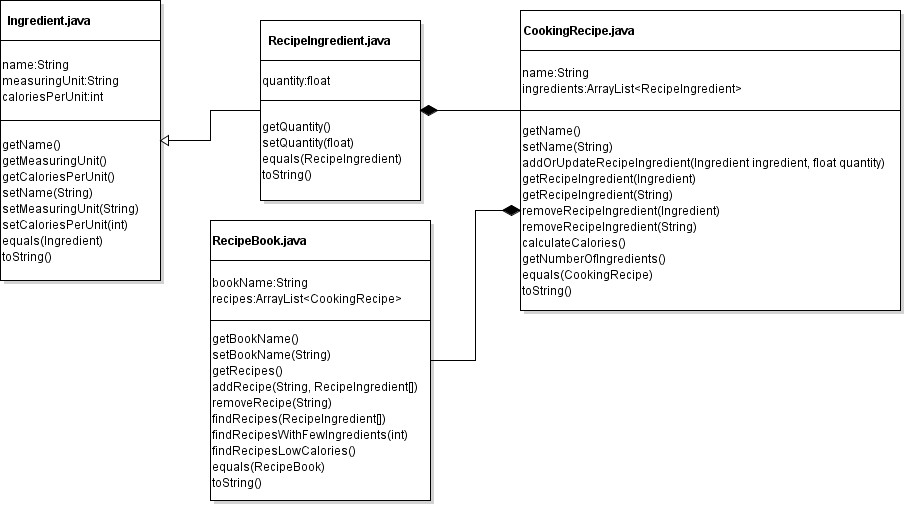 Ingredient.java
name:String
measuringUnit:String
caloriesPerUnit:int
getName()
getMeasuringUnit()
getCaloriesPerUnit()
setName(String)
setMeasuringUnit(String)
setCaloriesPerUnit(int)
equals(Ingredient)
toString()
RecipeIngredient.java
quantity:float
getQuantity()
setQuantity(float)
equals(RecipeIngredient)
toString()
CookingRecipe.java
name:String
ingredients:ArrayList<RecipeIngredient>
getName()
setName(String)
addOrUpdateRecipeIngredient(Ingredient ingredient, float quantity)
getRecipeIngredient(Ingredient)
getRecipeIngredient(String)
removeRecipeIngredient(Ingredient)
removeRecipeIngredient(String)
calculateCalories()
getNumberOfIngredients()
equals(CookingRecipe)
toString()
RecipeBook.java
bookName:String
recipes:ArrayList<CookingRecipe>
getBookName()
setBookName(String)
getRecipes()
addRecipe(String, RecipeIngredient[])
removeRecipe(String)
findRecipes(RecipeIngredient[])
findRecipesWithFewIngredients(int)
findRecipesLowCalories()
equals(RecipeBook)
toString()